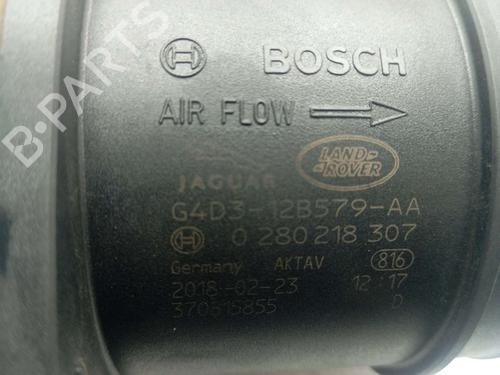 BOSCH
AIR FLOW
LAND-
ROVER
JAGUAR
G4D3-12B579-AA
0 280 218 307
Germany AKTAV 816
2018-02-23 12:17
370515855 D
B-PARTS